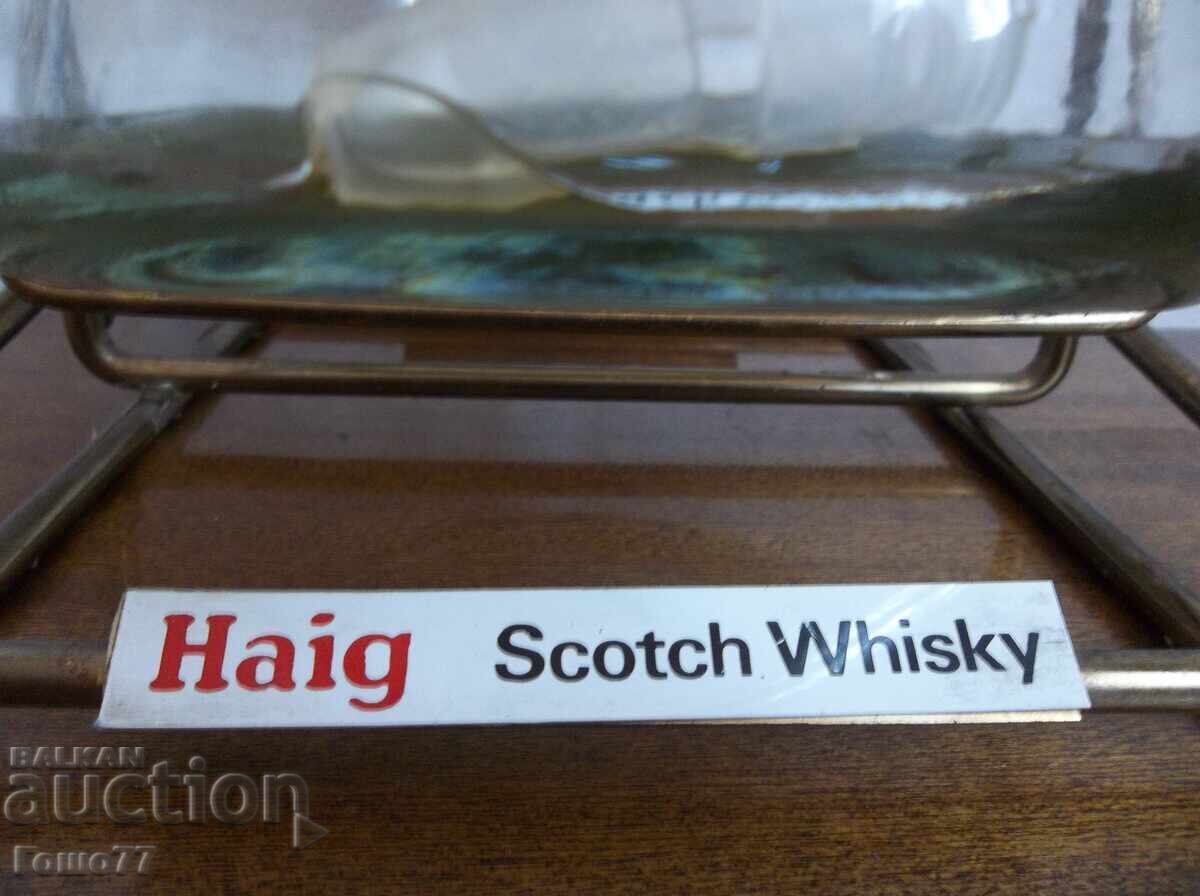 Haig Scotch Whisky
BALKAN
auction
Гошо77